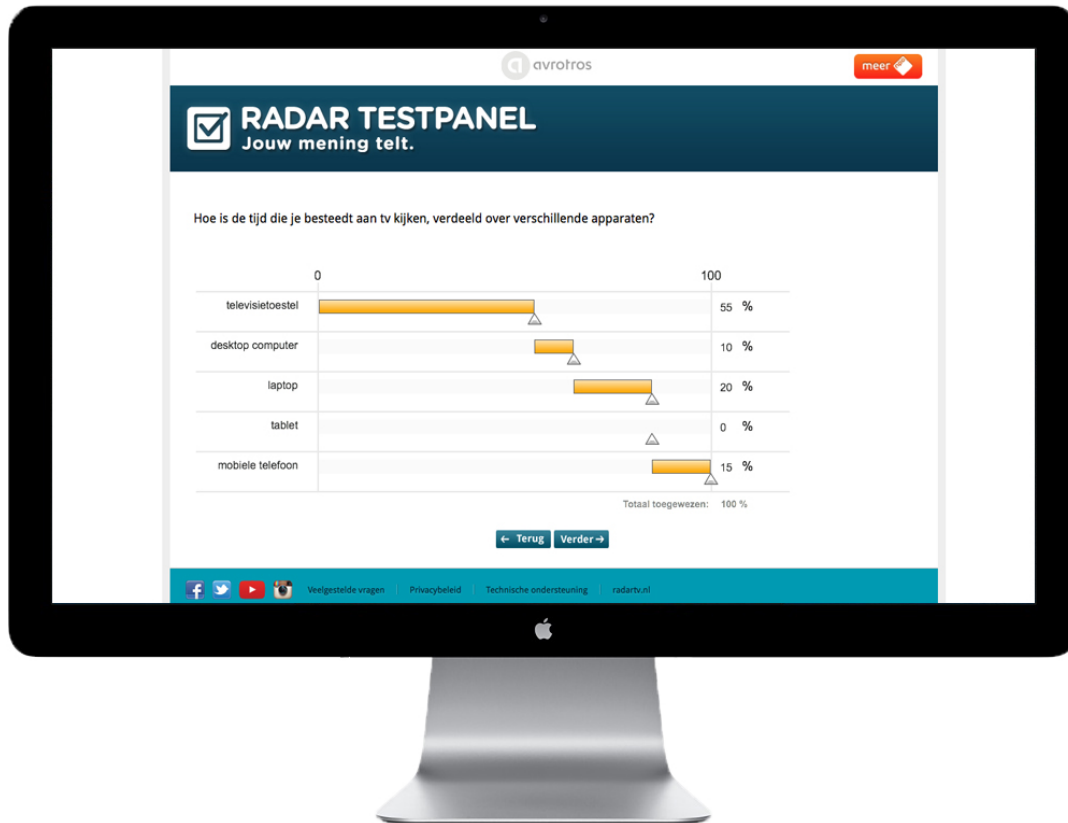 avrotros
meer
RADAR TESTPANEL
Jouw mening telt.
Hoe is de tijd die je besteedt aan tv kijken, verdeeld over verschillende apparaten?
0 100
televisietoestel 55 %
desktop computer 10 %
laptop 20 %
tablet 0 %
mobiele telefoon 15 %
Totaal toegewezen: 100 %
← Terug Verder →
Veelgestelde vragen Privacybeleid Technische ondersteuning radartv.nl